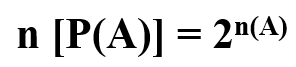 n [P(A)] = 2ⁿ⁽ᴬ⁾